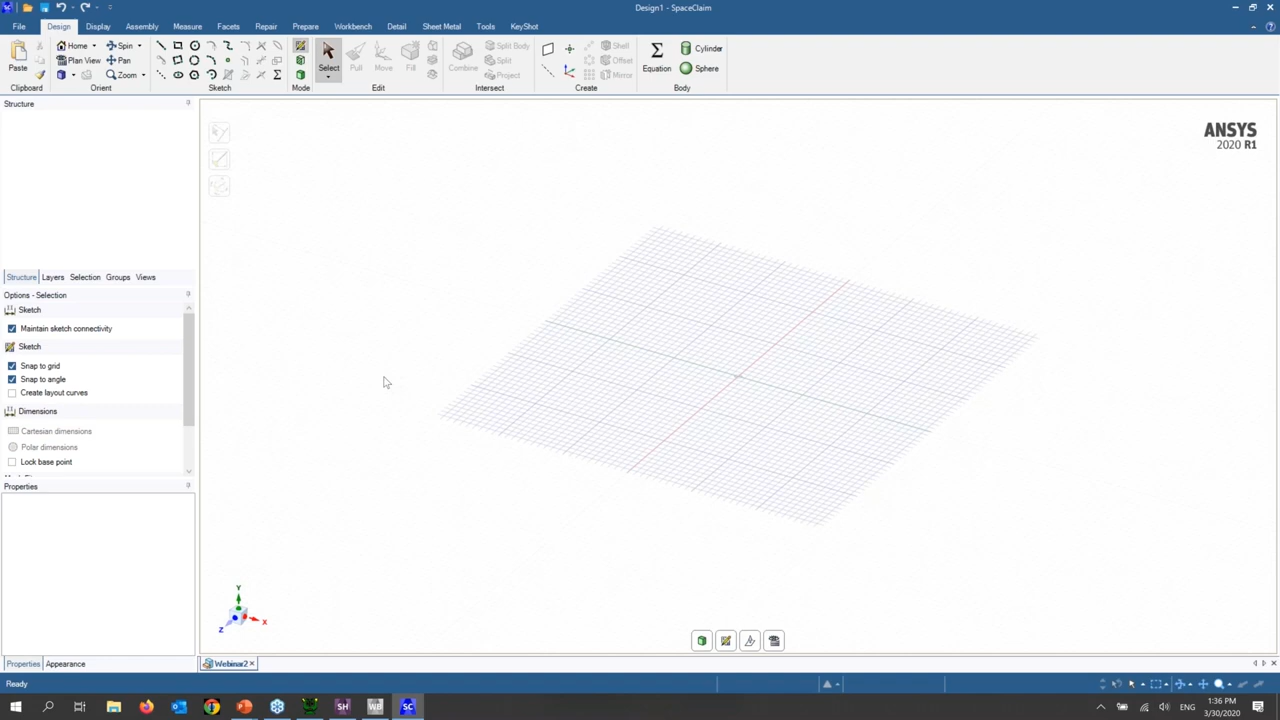 Design1 - SpaceClaim
File Design Display Assembly Measure Facets Repair Prepare Workbench Detail Sheet Metal Tools KeyShot
Paste
Home Spin
Plan View Pan
Zoom
Select Pull Move Fill
Combine
Split Body
Split
Project
Shell
Offset
Mirror
Equation
Cylinder
Sphere
Clipboard Orient Sketch Mode Edit Intersect Create Body
Structure
ANSYS
2020 R1
Structure Layers Selection Groups Views
Options - Selection
Sketch
Maintain sketch connectivity
Sketch
Snap to grid
Snap to angle
Create layout curves
Dimensions
Cartesian dimensions
Polar dimensions
Lock base point
Properties
Y
X
Z
Properties Appearance
Webinar2
Ready
SH WB SC
ENG
1:36 PM
3/30/2020